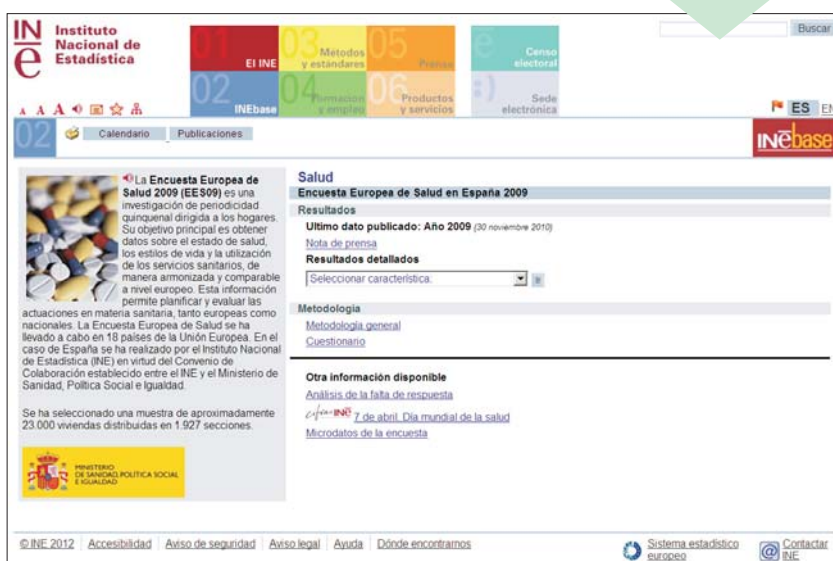 Instituto
Nacional de
Estadística
Buscar
01
El INE
03
Métodos
y estándares
05
Prensa
e
Censo
electoral
02
INEbase
04
Formación
y empleo
06
Productos
y servicios
:)
Sede
electrónica
A A A
ES EN
02
Calendario
Publicaciones
INEbase
La Encuesta Europea de
Salud 2009 (EES09) es una
investigación de periodicidad
quinquenal dirigida a los hogares.
Su objetivo principal es obtener
datos sobre el estado de salud,
los estilos de vida y la utilización
de los servicios sanitarios, de
manera armonizada y comparable
a nivel europeo. Esta información
permite planificar y evaluar las
actuaciones en materia sanitaria, tanto europeas como
nacionales. La Encuesta Europea de Salud se ha
llevado a cabo en 18 países de la Unión Europea. En el
caso de España se ha realizado por el Instituto Nacional
de Estadística (INE) en virtud del Convenio de
Colaboración establecido entre el INE y el Ministerio de
Sanidad, Política Social e Igualdad.
Se ha seleccionado una muestra de aproximadamente
23.000 viviendas distribuidas en 1.927 secciones.
MINISTERIO
DE SANIDAD, POLÍTICA SOCIAL
E IGUALDAD
Salud
Encuesta Europea de Salud en España 2009
Resultados
Ultimo dato publicado: Año 2009 (30 noviembre 2010)
Nota de prensa
Resultados detallados
Seleccionar característica.
Metodología
Metodología general
Cuestionario
Otra información disponible
Análisis de la falta de respuesta
cifras INE 7 de abril. Día mundial de la salud
Microdatos de la encuesta
© INE 2012 Accesibilidad Aviso de seguridad Aviso legal Ayuda Dónde encontrarnos
Sistema estadístico
europeo
Contactar
INE